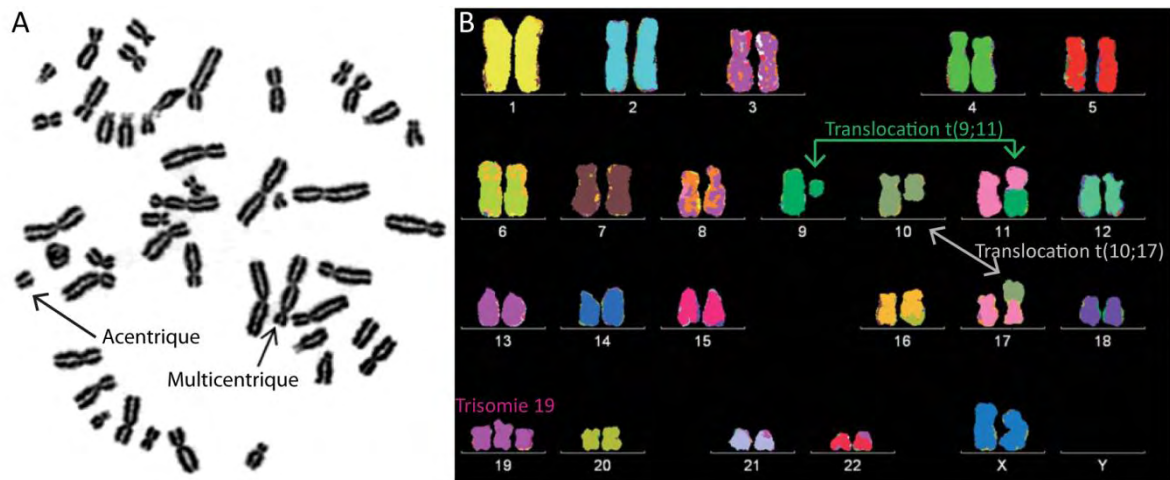 A
Acentrique
Multicentrique
B
1 2 3 4 5
Translocation t(9;11)
6 7 8 9 10 11 12
Translocation t(10;17)
13 14 15 16 17 18
Trisomie 19
19 20 21 22 X Y